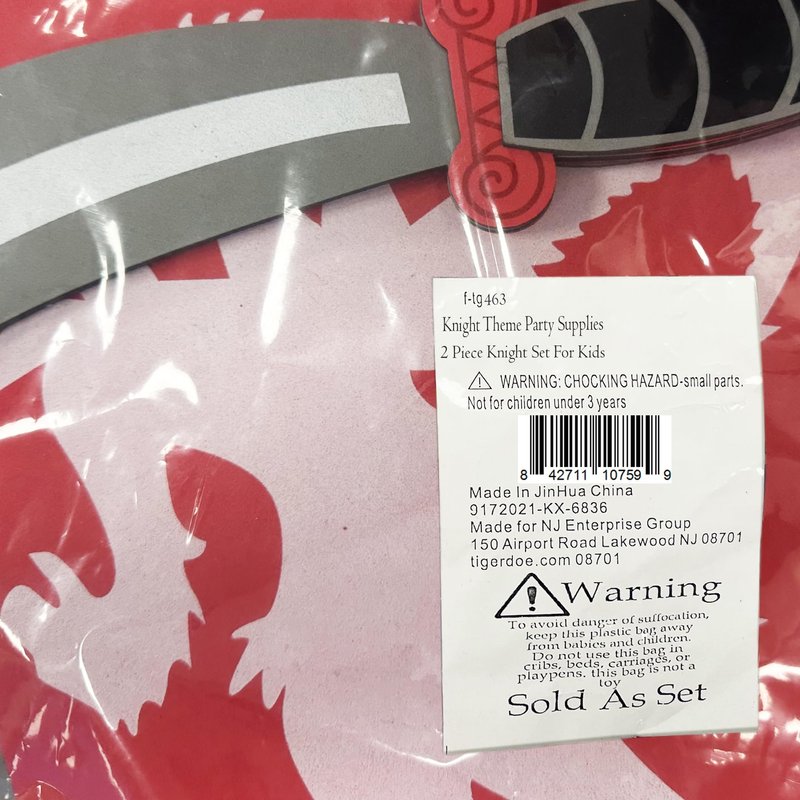 f-tg463
Knight Theme Party Supplies
2 Piece Knight Set For Kids
WARNING: CHOCKING HAZARD-small parts.
Not for children under 3 years
8 42711 10759 9
Made In JinHua China
9172021-KX-6836
Made for NJ Enterprise Group
150 Airport Road Lakewood NJ 08701
tigerdoe.com 08701
! Warning
To avoid danger of suffocation,
keep this plastic bag away
from babies and children.
Do not use this bag in
cribs, beds, carriages, or
playpens. this bag is not a
toy
Sold As Set